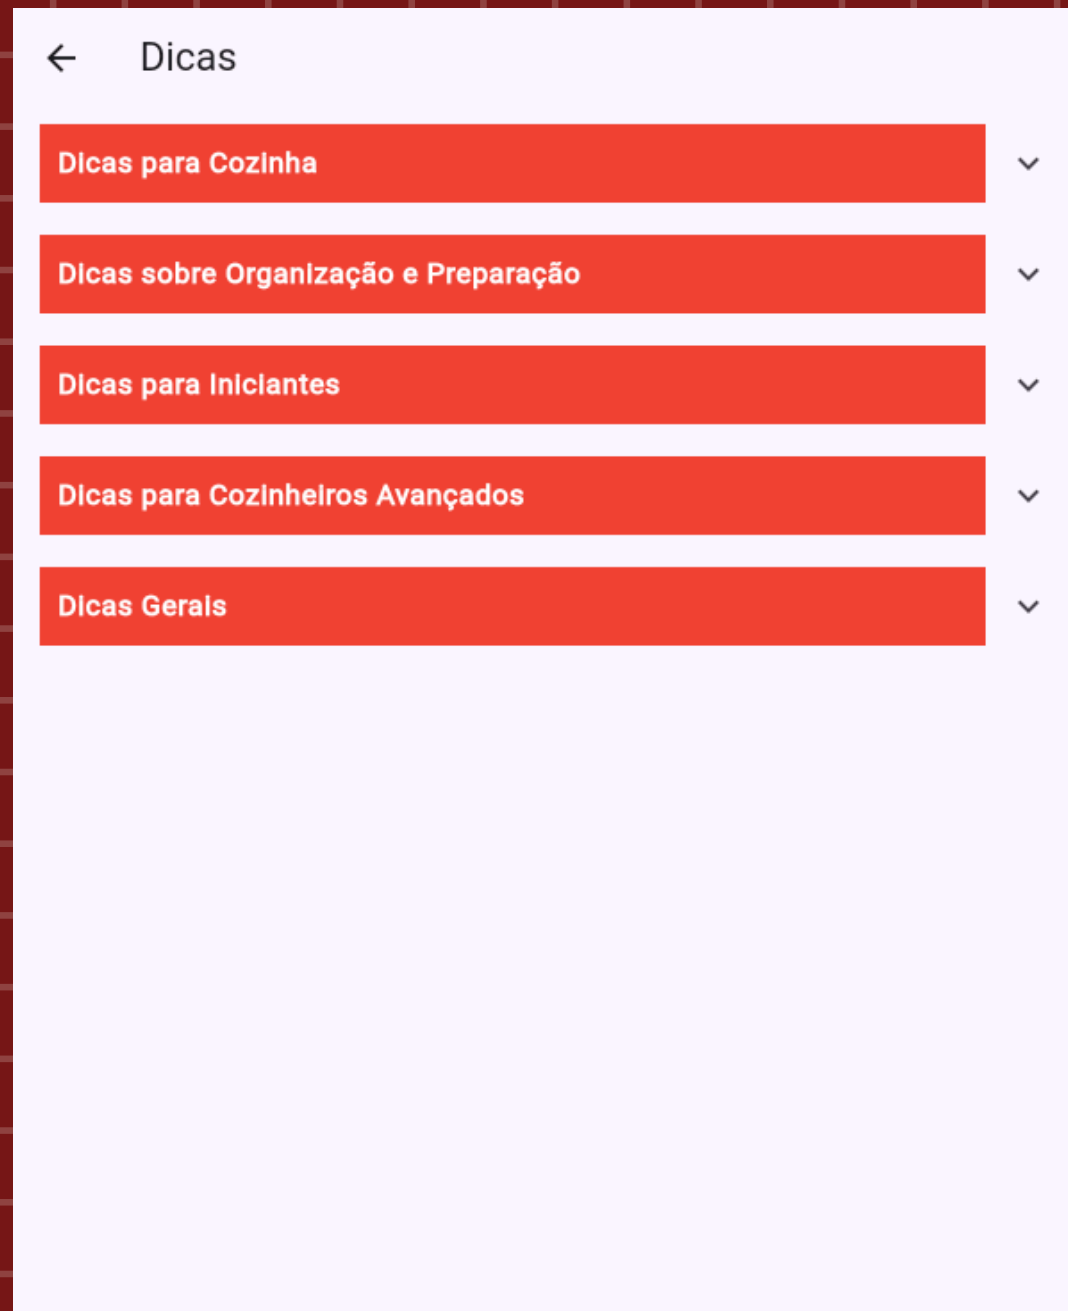 Dicas
Dicas para Cozinha
Dicas sobre Organização e Preparação
Dicas para Iniciantes
Dicas para Cozinheiros Avançados
Dicas Gerais